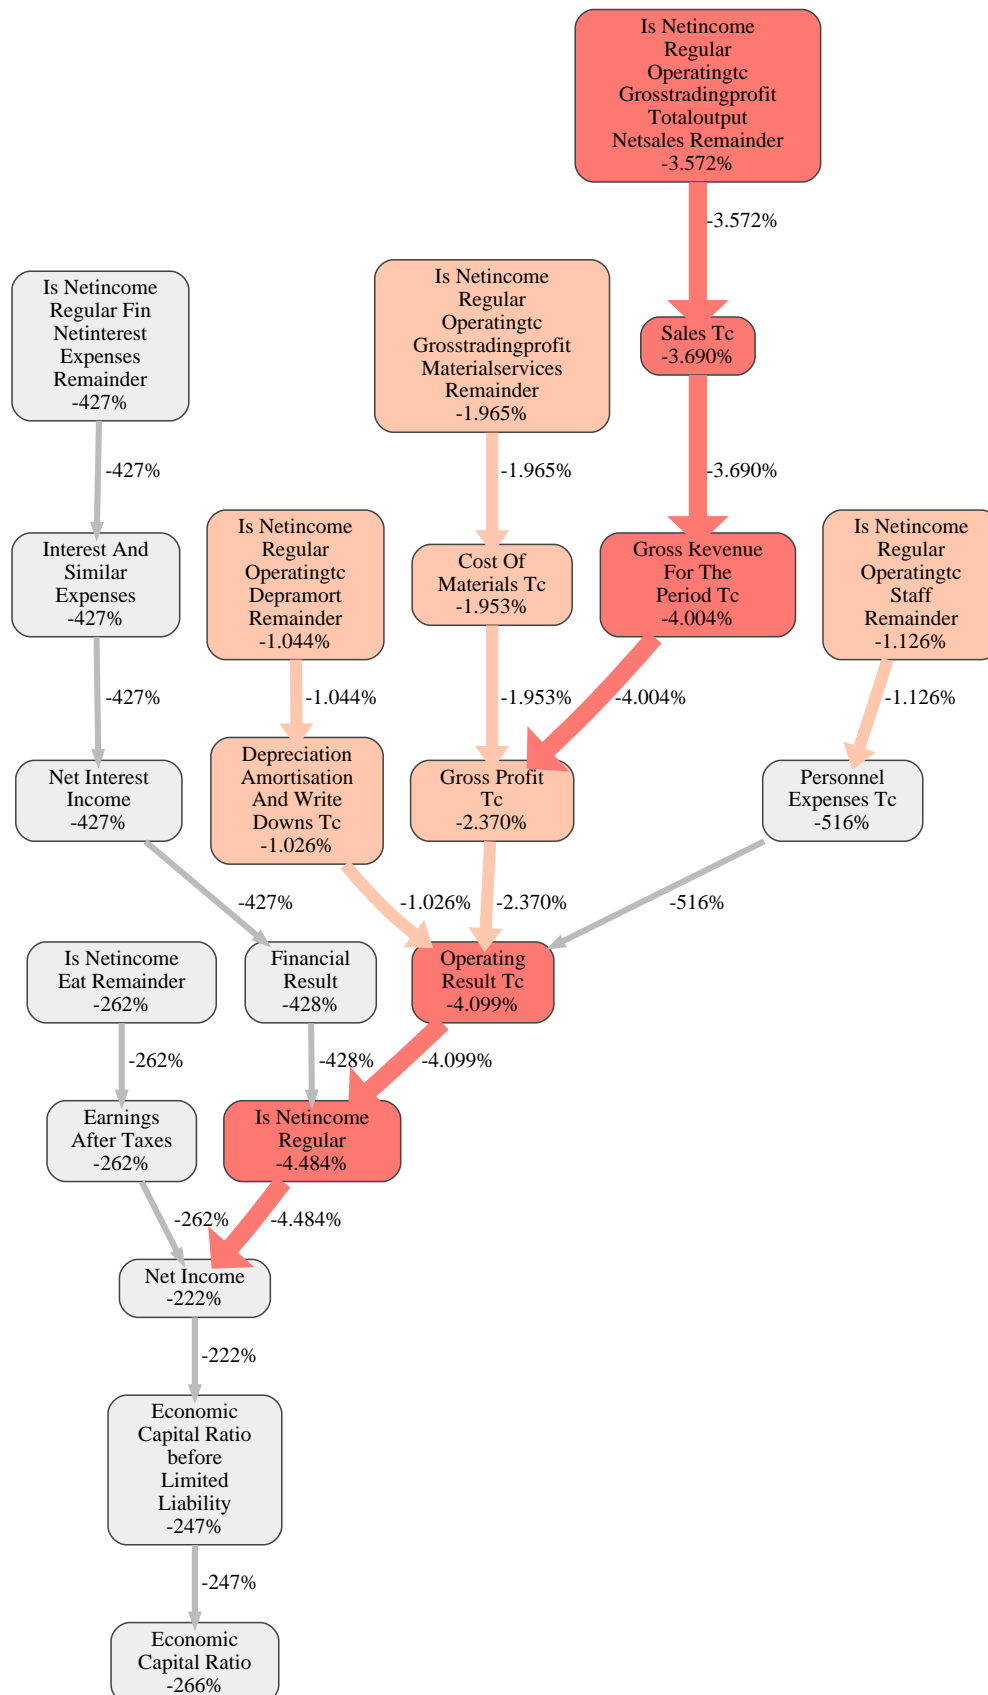 Is Netincome
Regular
Operatingtc
Grosstradingprofit
Totaloutput
Netsales Remainder
-3.572%
-3.572%
Is Netincome
Regular Fin
Netinterest
Expenses
Remainder
-427%
Is Netincome
Regular
Operatingtc
Grosstradingprofit
Materialservices
Remainder
-1.965%
Sales Tc
-3.690%
-427%
-1.965%
-3.690%
Interest And
Similar
Expenses
-427%
Is Netincome
Regular
Operatingtc
Depramort
Remainder
-1.044%
Cost Of
Materials Tc
-1.953%
Gross Revenue
For The
Period Tc
-4.004%
Is Netincome
Regular
Operatingtc
Staff
Remainder
-1.126%
-427%
-1.044%
-1.953%
-4.004%
-1.126%
Net Interest
Income
-427%
Depreciation
Amortisation
And Write
Downs Tc
-1.026%
Gross Profit
Tc
-2.370%
Personnel
Expenses Tc
-516%
-427%
-1.026%
-2.370%
-516%
Is Netincome
Eat Remainder
-262%
Financial
Result
-428%
Operating
Result Tc
-4.099%
-262%
-428%
-4.099%
Earnings
After Taxes
-262%
Is Netincome
Regular
-4.484%
-262%
-4.484%
Net Income
-222%
-222%
Economic
Capital Ratio
before
Limited
Liability
-247%
-247%
Economic
Capital Ratio
-266%